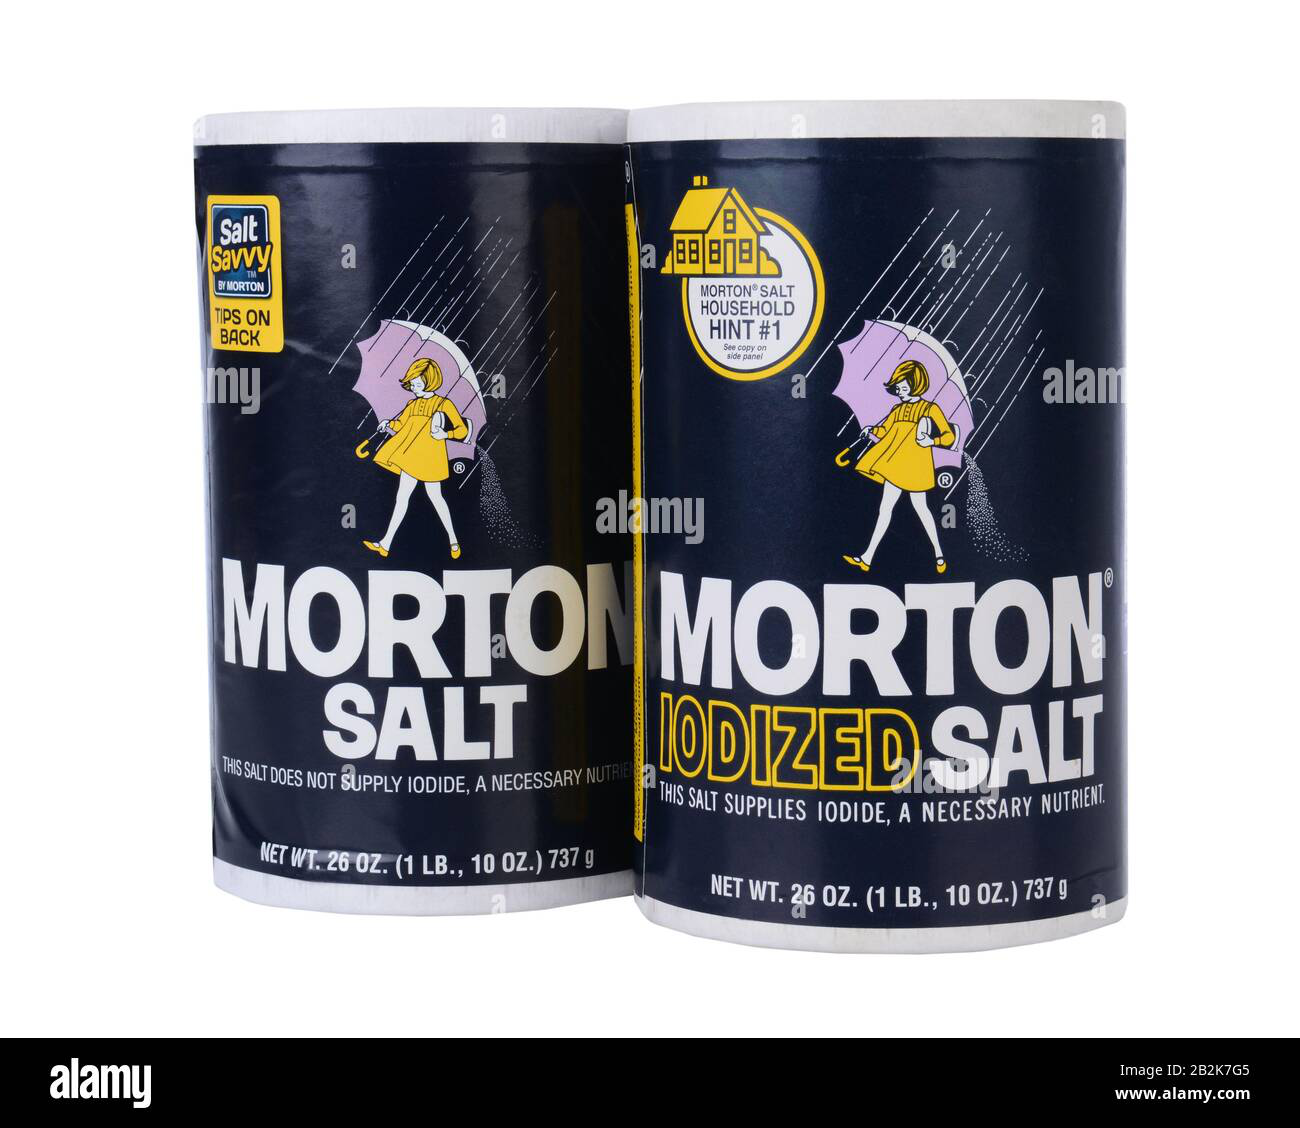 Salt
Savvy™
BY MORTON
TIPS ON
BACK
®
MORTON
SALT
THIS SALT DOES NOT SUPPLY IODIDE, A NECESSARY
NET WT. 26 OZ. (1 LB., 10 OZ.) 737 g
®
MORTON® SALT
HOUSEHOLD
HINT #1
See copy on
side panel
®
MORTON®
IODIZED SALT
THIS SALT SUPPLIES IODIDE, A NECESSARY NUTRIENT.
NET WT. 26 OZ. (1 LB., 10 OZ.) 737 g
a
a
a
alamy
alamy
alamy
a
a
a
a
a
a
alamy
Image ID: 2B2K7G5
www.alamy.com